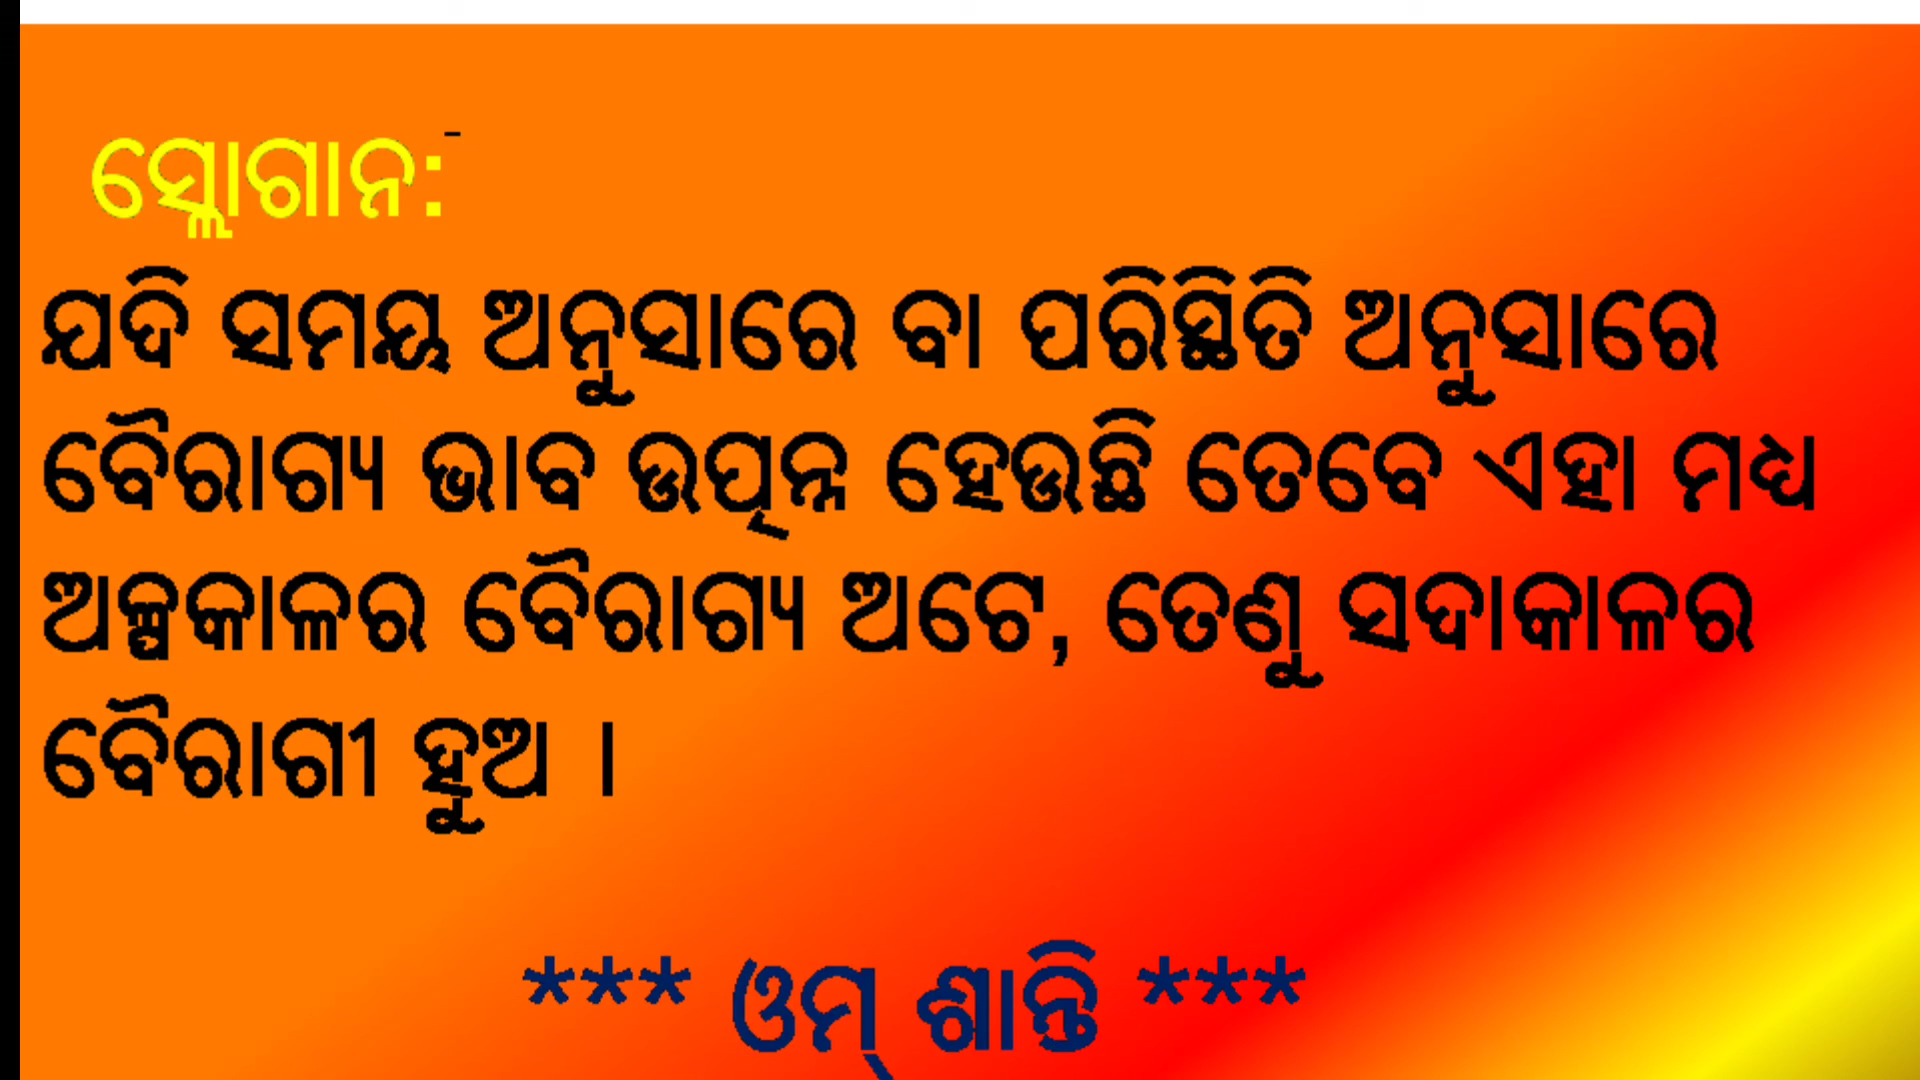 ସ୍ଲୋଗାନ:-
ଯଦି ସମୟ ଅନୁସାରେ ବା ପରିସ୍ଥିତି ଅନୁସାରେ
ବୈରାଗ୍ୟ ଭାବ ଉତ୍ପନ୍ନ ହେଉଛି ତେବେ ଏହା ମଧ୍ୟ
ଅଳ୍ପକାଳର ବୈରାଗ୍ୟ ଅଟେ, ତେଣୁ ସଦାକାଳର
ବୈରାଗୀ ହୁଅ ।
*** ଓମ୍ ଶାନ୍ତି ***